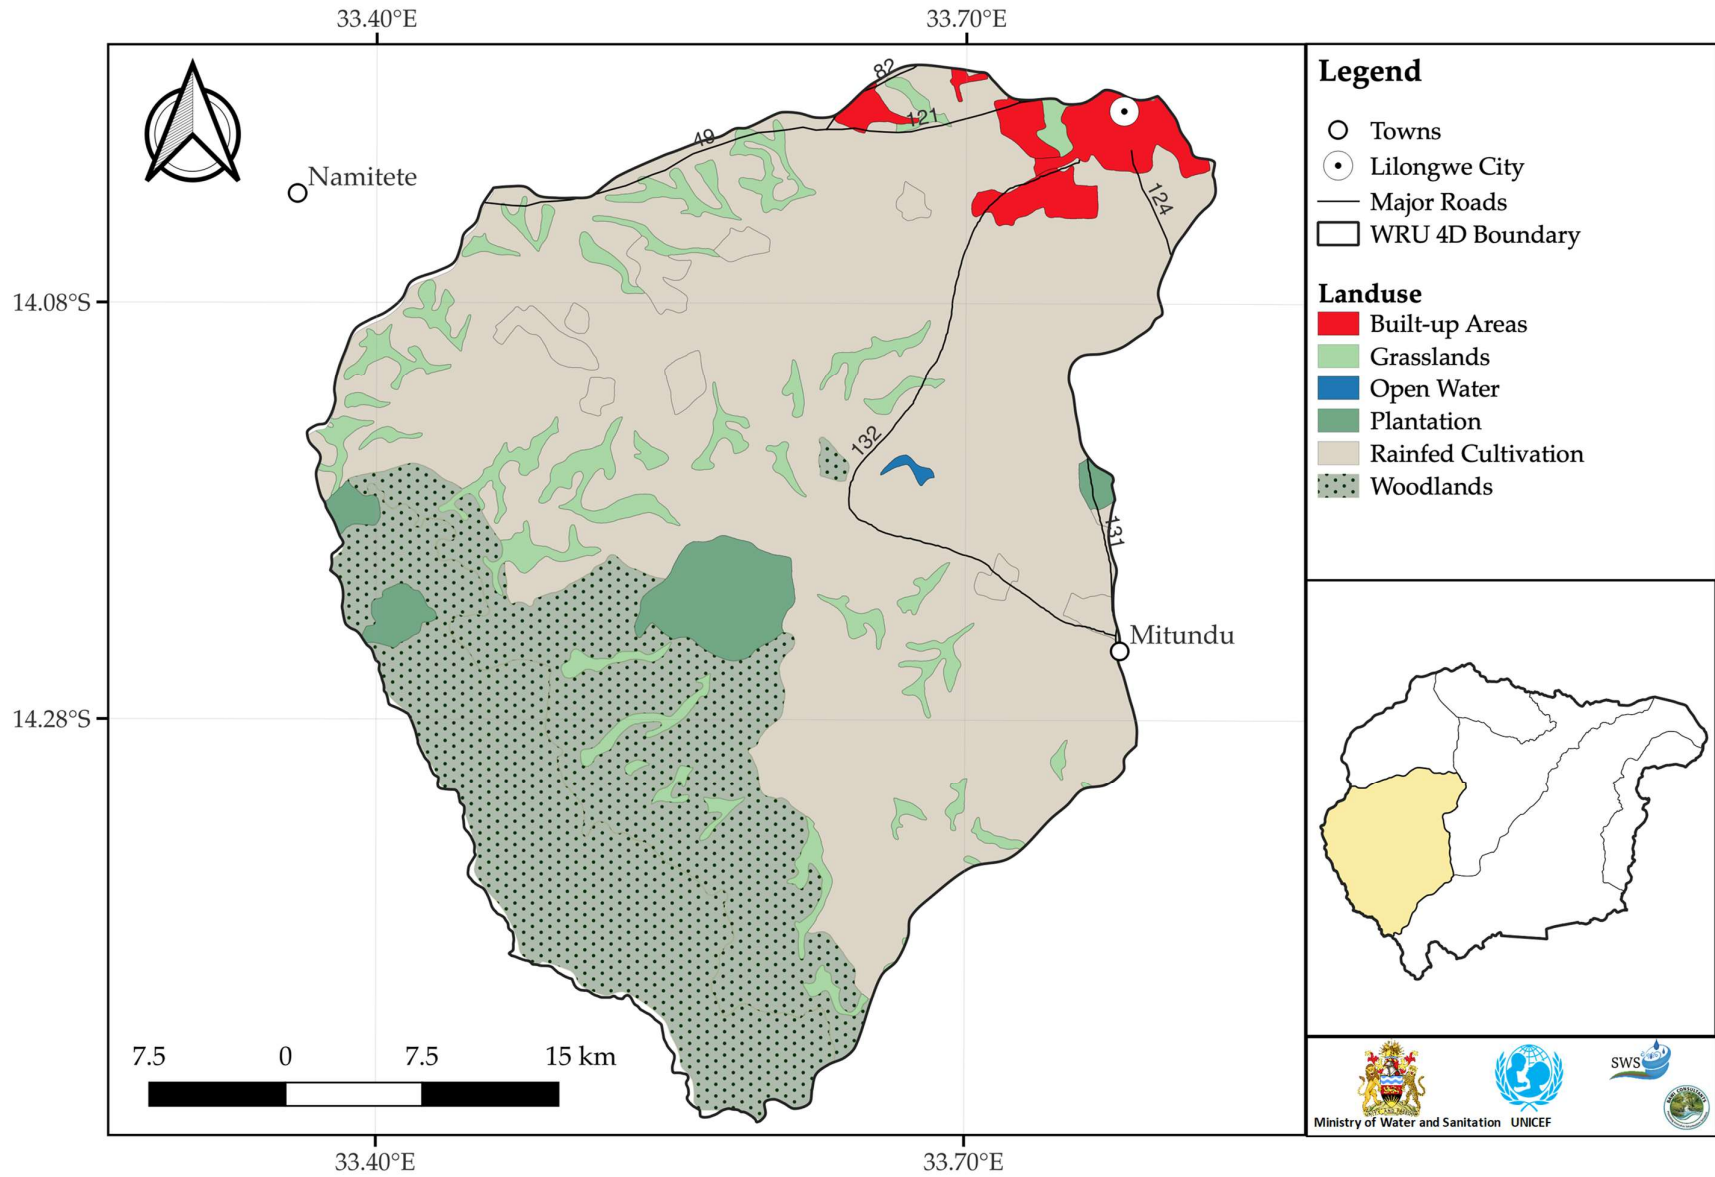 33.40°E
33.70°E
Legend
Towns
Lilongwe City
Major Roads
WRU 4D Boundary
Landuse
Built-up Areas
Grasslands
Open Water
Plantation
Rainfed Cultivation
Woodlands
82
121
49
Namitete
124
14.08°S
132
131
Mitundu
14.28°S
7.5
0
7.5
15 km
SWS
Ministry of Water and Sanitation
UNICEF
33.40°E
33.70°E